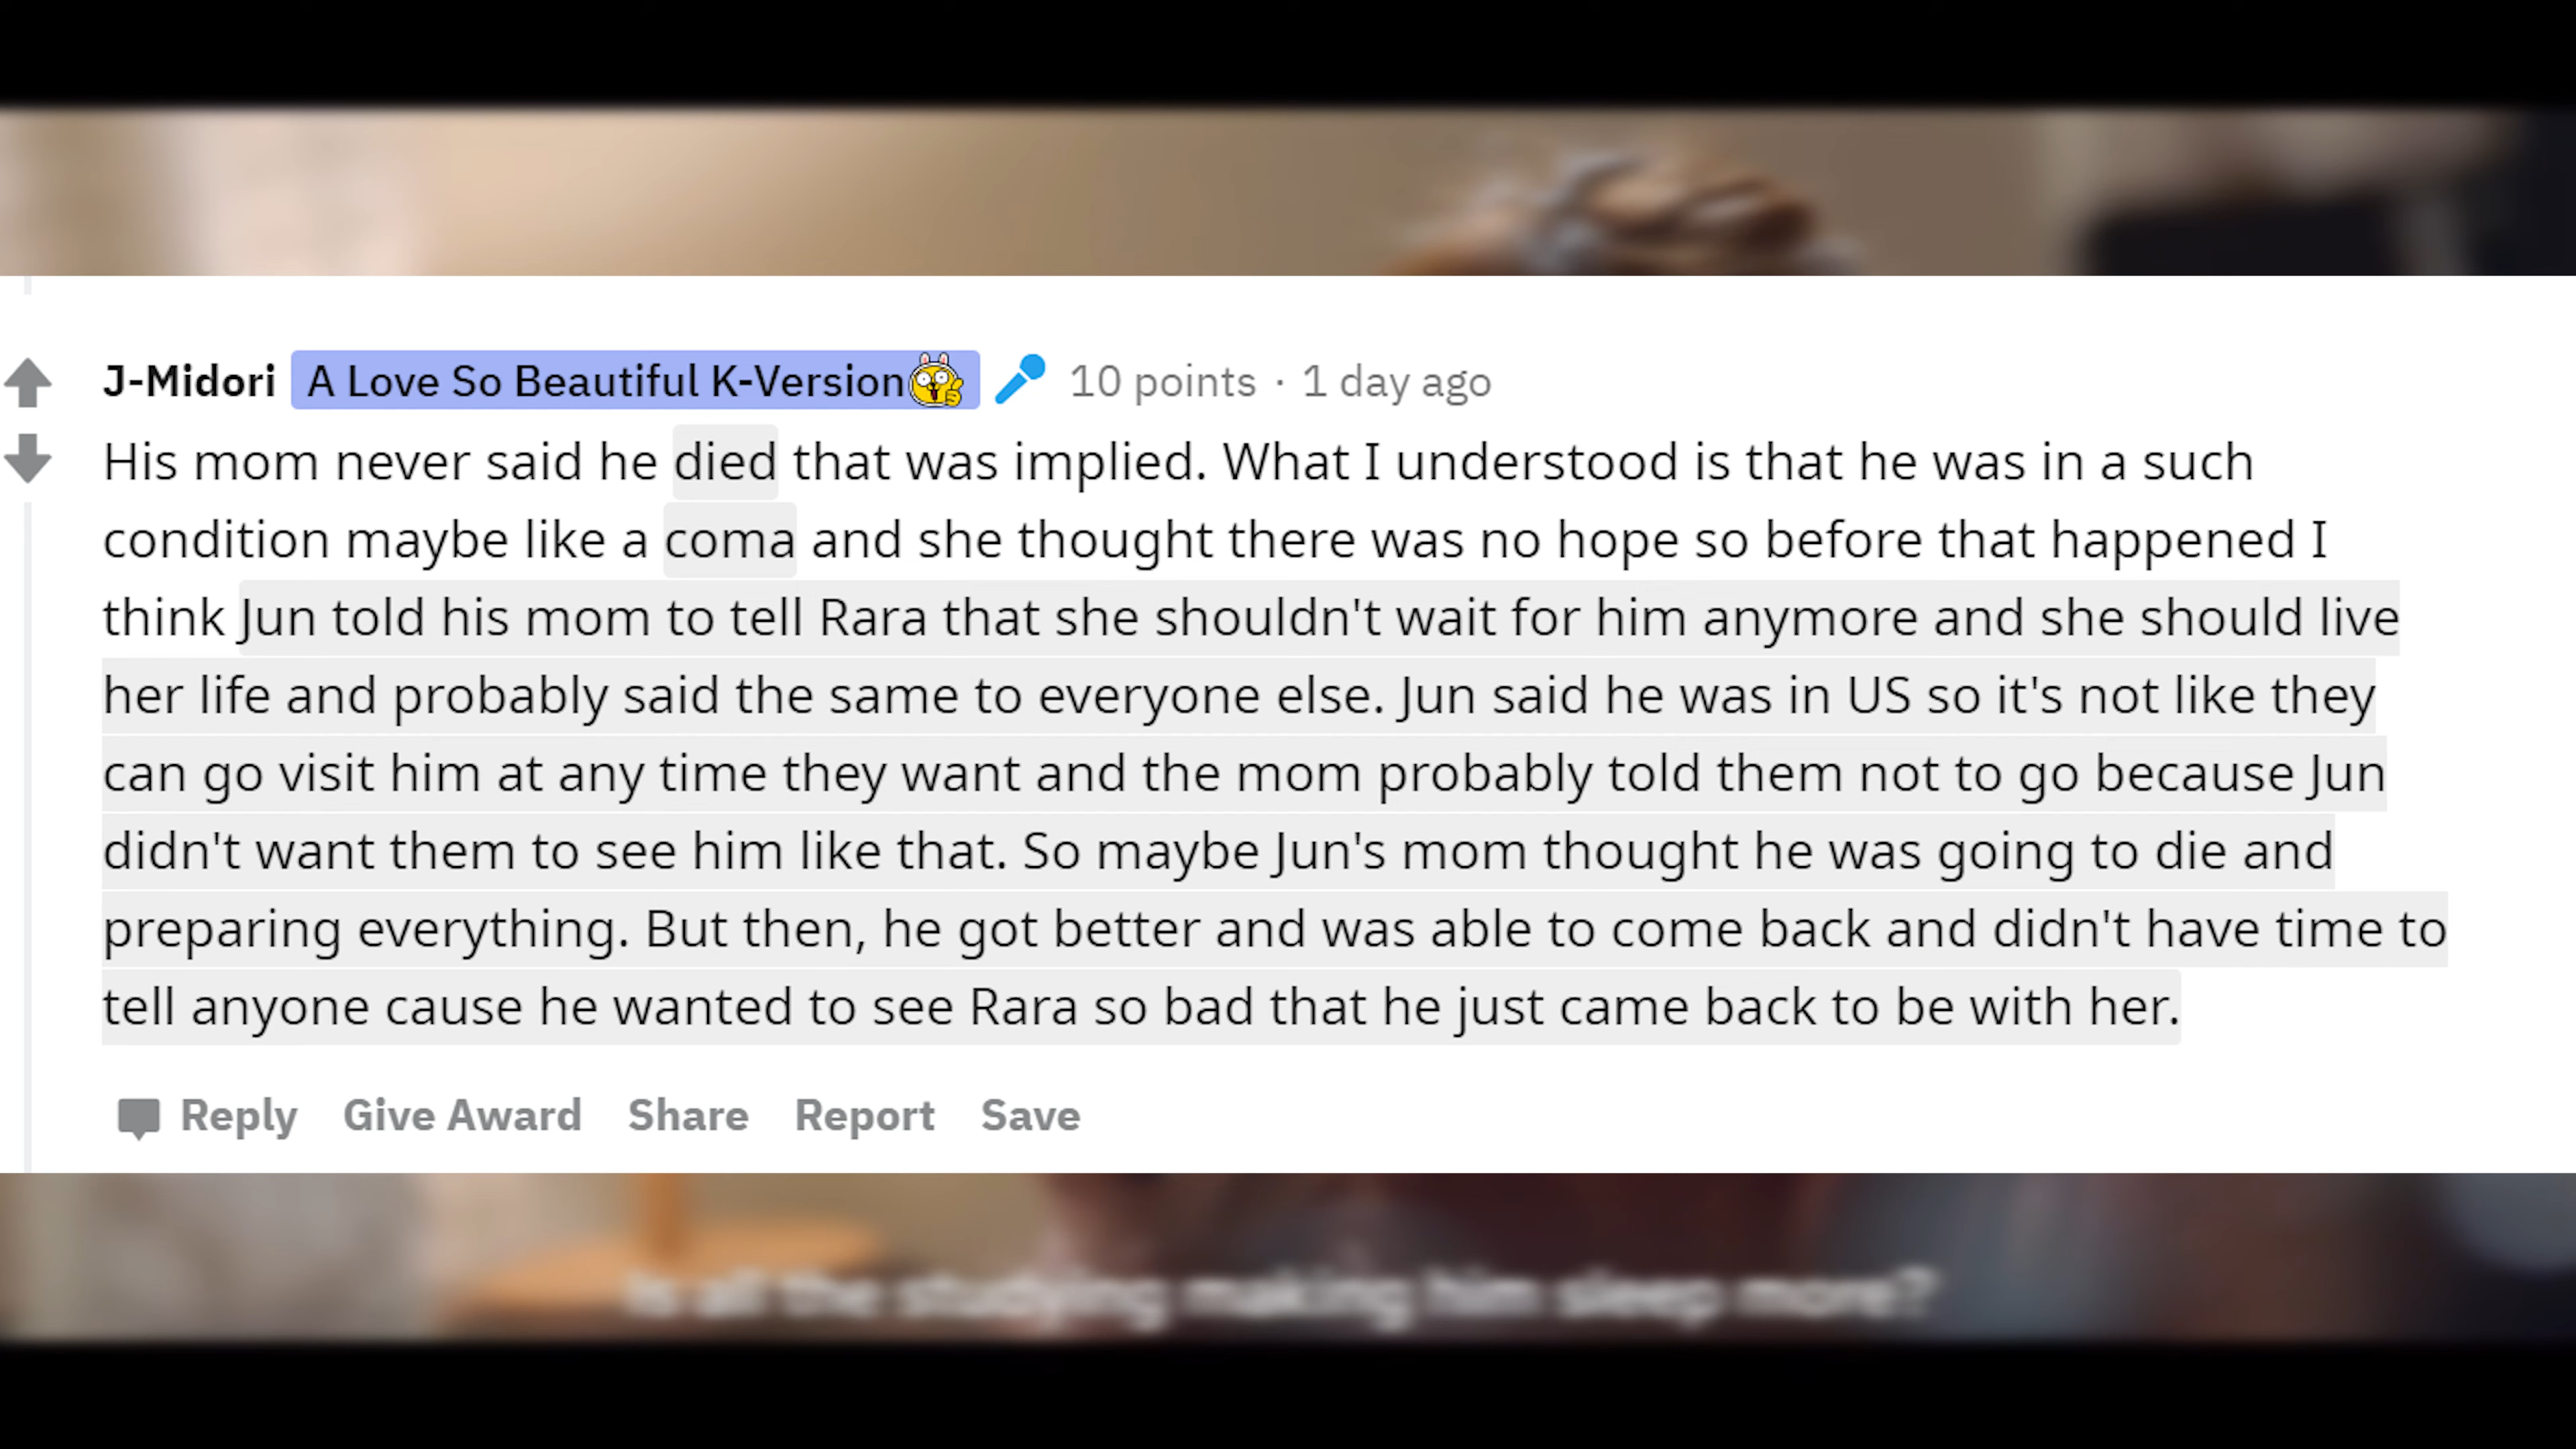 J-Midori A Love So Beautiful K-Version 10 points · 1 day ago
His mom never said he died that was implied. What I understood is that he was in a such
condition maybe like a coma and she thought there was no hope so before that happened I
think Jun told his mom to tell Rara that she shouldn't wait for him anymore and she should live
her life and probably said the same to everyone else. Jun said he was in US so it's not like they
can go visit him at any time they want and the mom probably told them not to go because Jun
didn't want them to see him like that. So maybe Jun's mom thought he was going to die and
preparing everything. But then, he got better and was able to come back and didn't have time to
tell anyone cause he wanted to see Rara so bad that he just came back to be with her.
Reply Give Award Share Report Save
Is all the studying making him sleep more?